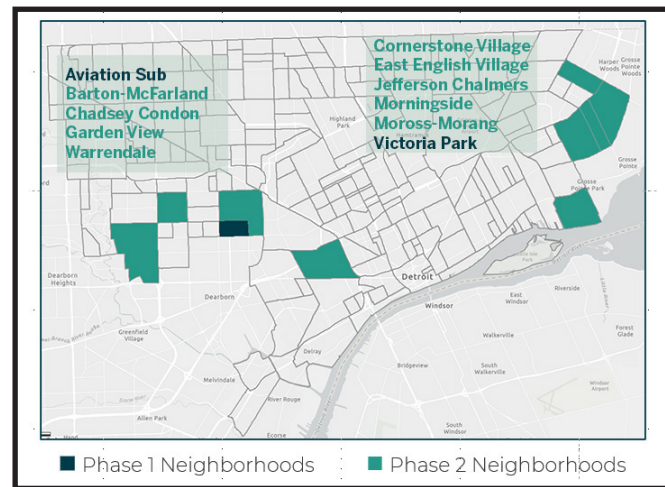 Aviation Sub
Barton-McFarland
Chadsey Condon
Garden View
Warrendale
Cornerstone Village
East English Village
Jefferson Chalmers
Morningside
Moross-Morang
Victoria Park
Harper Woods
Grosse Pointe Woods
Highland Park
Grosse Pointe
Grosse Pointe Park
Dearborn Heights
Dearborn
Detroit
Windsor
East Windsor
Riverside
Greenfield Village
Walkerville
Forest Glade
Delray
Bridgeview
South Walkerville
Melvindale
Windsor Airport
River Rouge
Allen Park
South Windsor
Ecorse
Phase 1 Neighborhoods
Phase 2 Neighborhoods